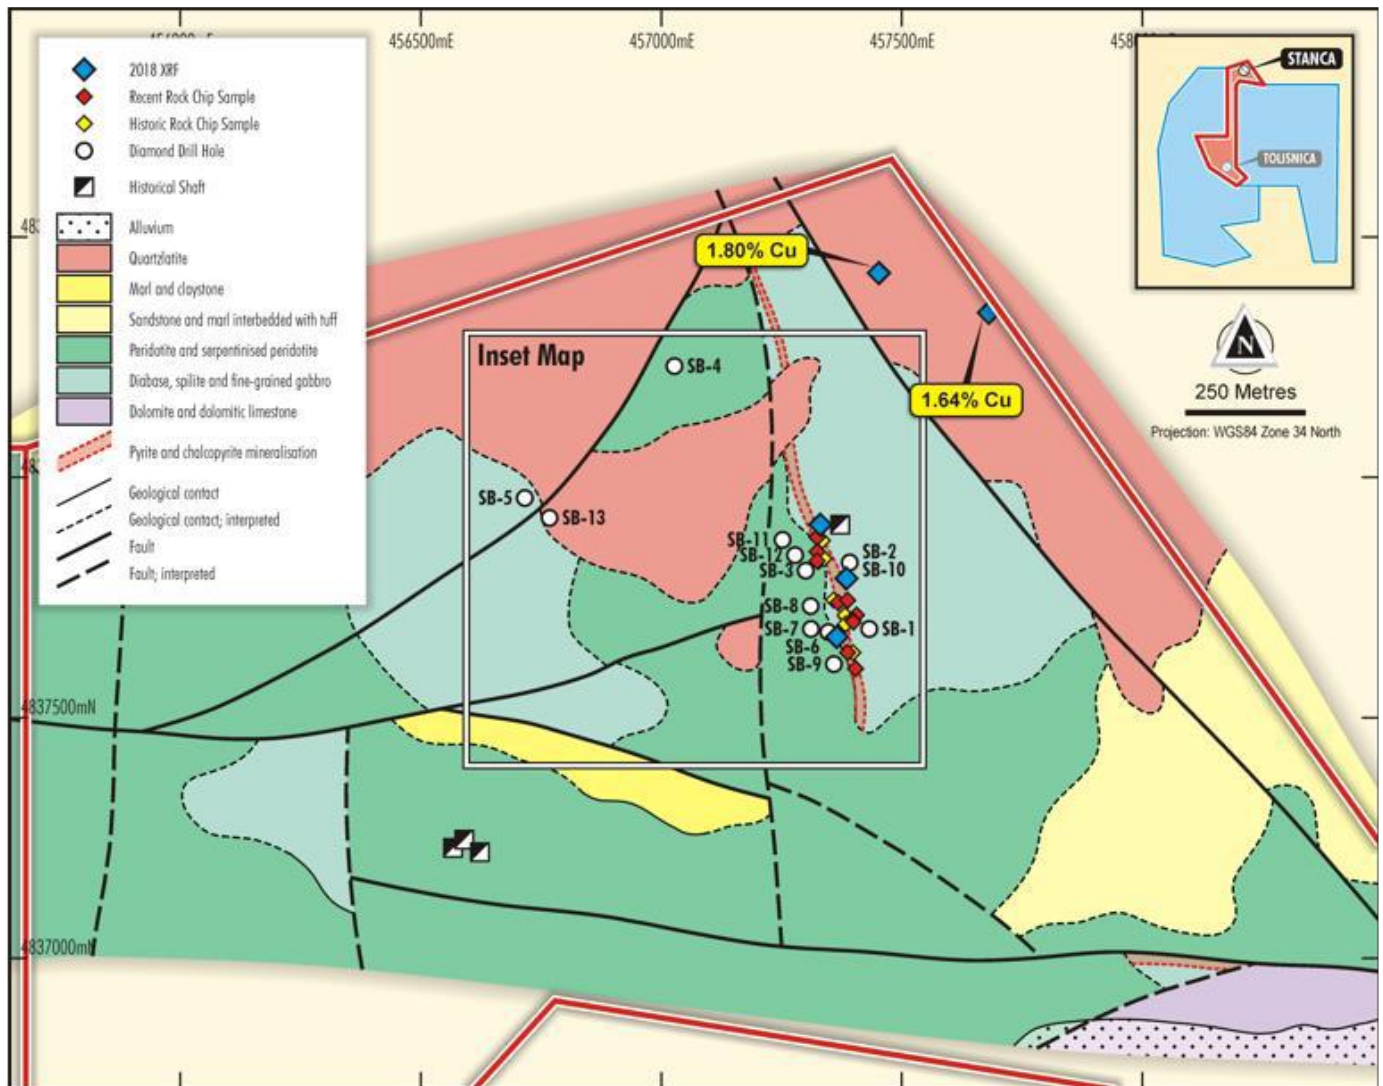 456500mE
457000mE
457500mE
2018 XRF
Recent Rock Chip Sample
Historic Rock Chip Sample
Diamond Drill Hole
Historical Shaft
Alluvium
Quartzlatite
Marl and claystone
Sandstone and marl interbedded with tuff
Peridotite and serpentinised peridotite
Diabase, spilite and fine-grained gabbro
Dolomite and dolomitic limestone
Pyrite and chalcopyrite mineralisation
Geological contact
Geological contact; interpreted
Fault
Fault; interpreted
STANCA
TOLISNICA
N
250 Metres
Projection: WGS84 Zone 34 North
1.80% Cu
1.64% Cu
Inset Map
SB-4
SB-5
SB-13
SB-11
SB-12
SB-3
SB-2
SB-10
SB-8
SB-7
SB-1
SB-6
SB-9
4837500mN
4837000mN